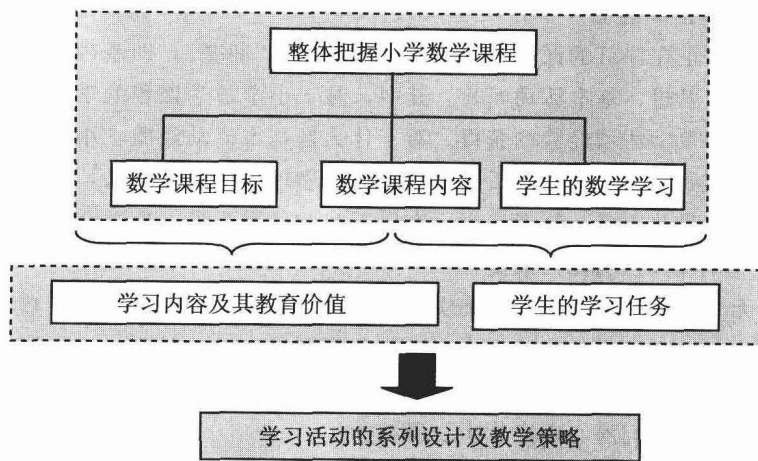 整体把握小学数学课程
数学课程目标
数学课程内容
学生的数学学习
学习内容及其教育价值
学生的学习任务
学习活动的系列设计及教学策略